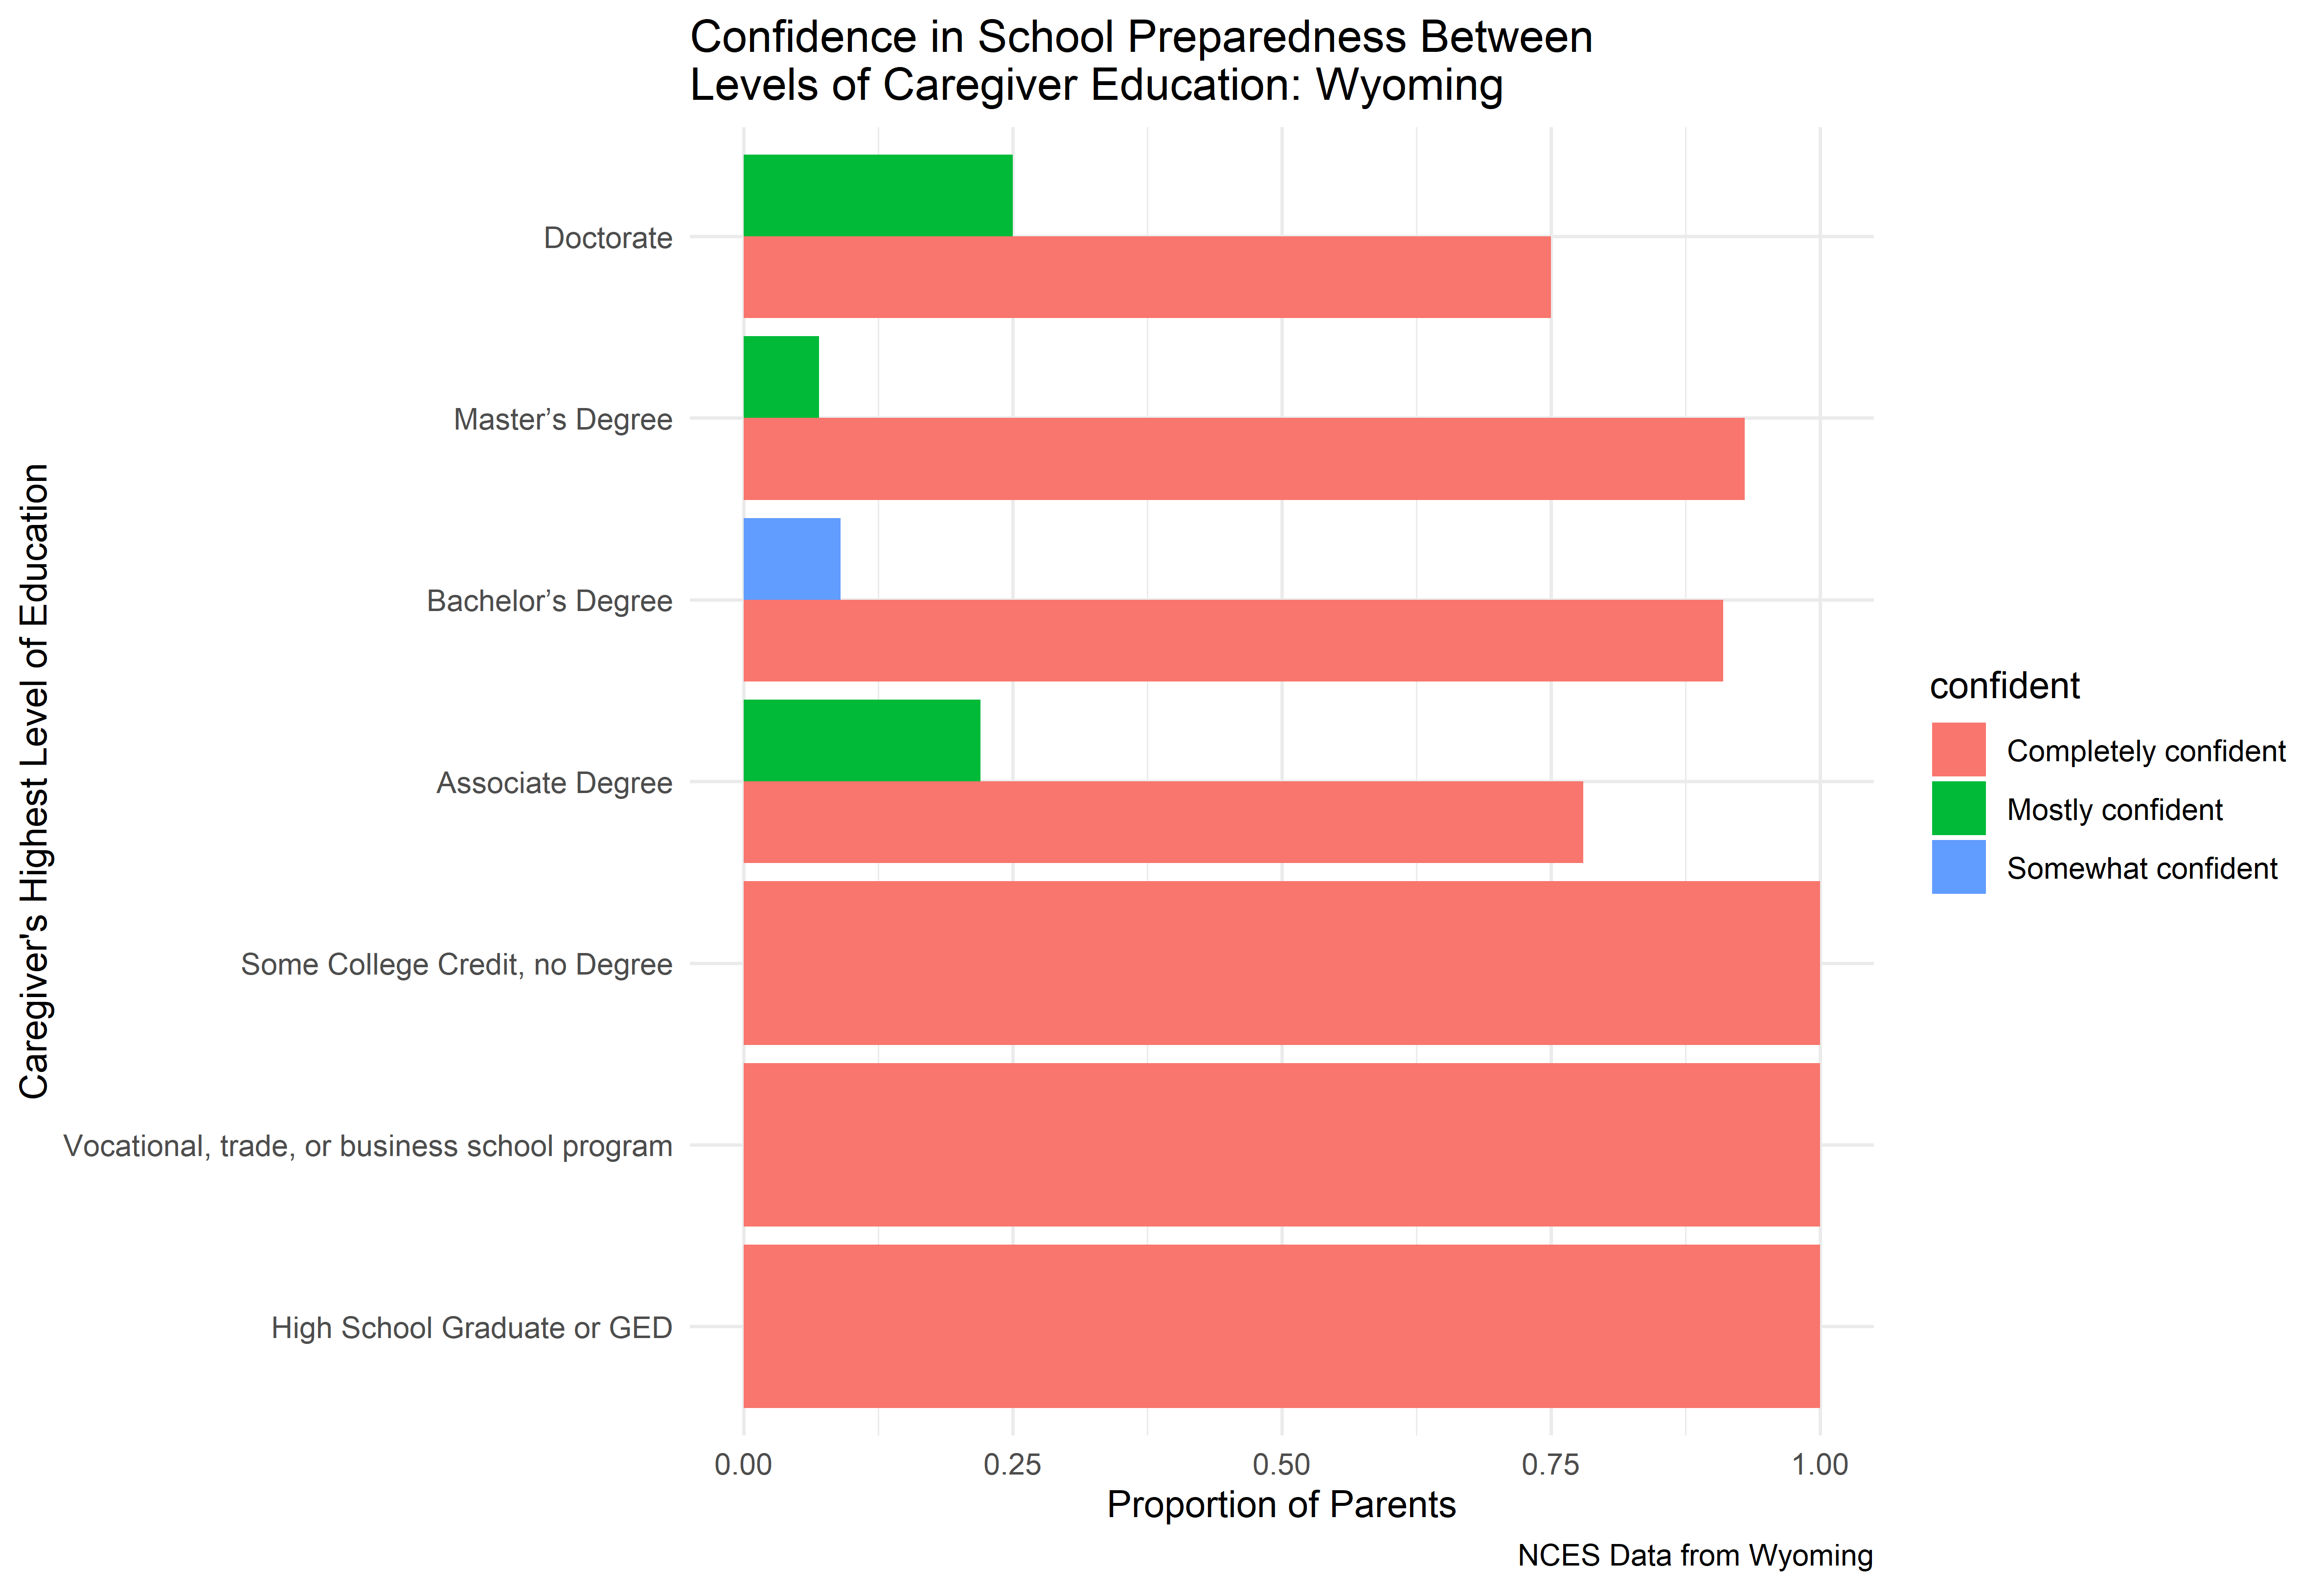 Confidence in School Preparedness Between
Levels of Caregiver Education: Wyoming
Caregiver's Highest Level of Education
Doctorate
Master’s Degree
Bachelor’s Degree
Associate Degree
Some College Credit, no Degree
Vocational, trade, or business school program
High School Graduate or GED
0.00 0.25 0.50 0.75 1.00
Proportion of Parents
confident
Completely confident
Mostly confident
Somewhat confident
NCES Data from Wyoming